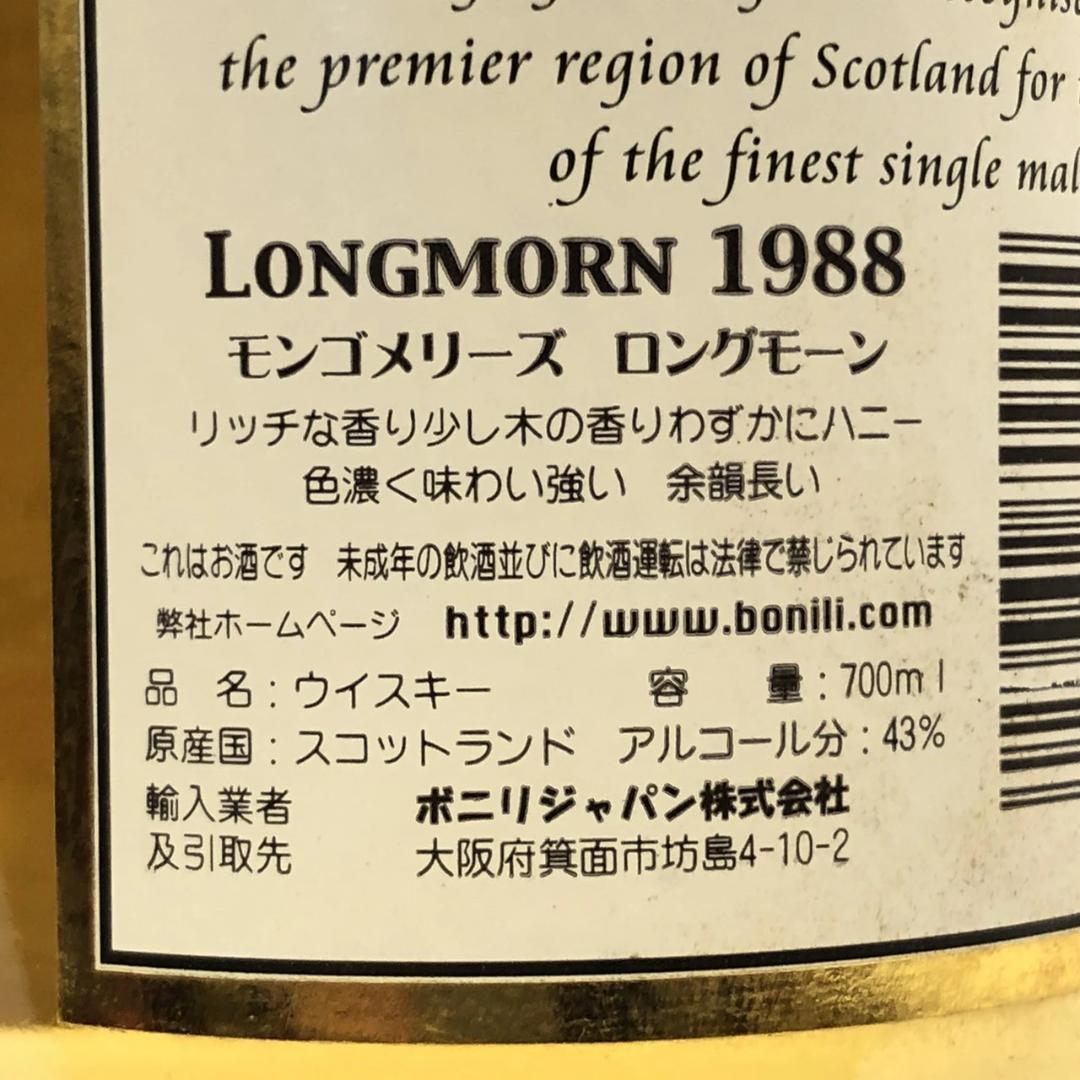 the premier region of Scotland for
of the finest single
LONGMORN 1988
モンゴメリーズ ロングモーン
リッチな香り少し木の香りわずかにハニー
色濃く味わい強い 余韻長い
これはお酒です 未成年の飲酒並びに飲酒運転は法律で禁じられています
弊社ホームページ http://www.bonili.com
品 名:ウイスキー 容 量:700ml
原産国:スコットランド アルコール分:43%
輸入業者 ボニリジャパン株式会社
及引取先 大阪府箕面市坊島4-10-2